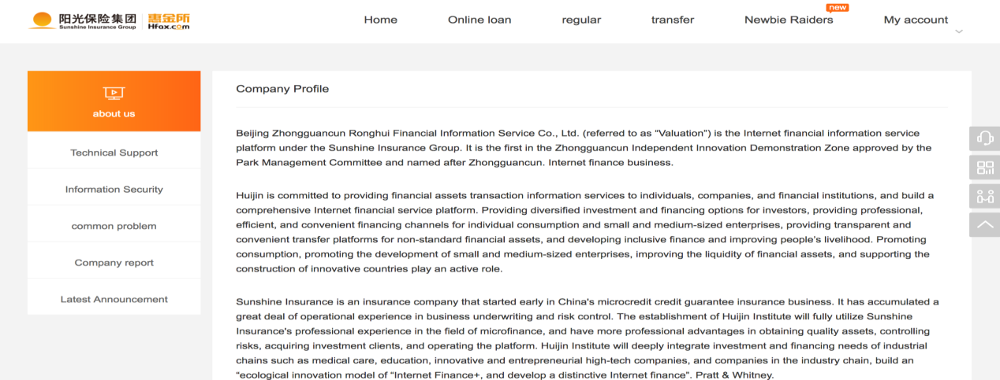 阳光保险集团 惠金所
Sunshine Insurance Group Hfax.com
new
Home Online loan regular transfer Newbie Raiders My account
about us
Technical Support
Information Security
common problem
Company report
Latest Announcement
Company Profile
Beijing Zhongguancun Ronghui Financial Information Service Co., Ltd. (referred to as “Valuation”) is the Internet financial information service
platform under the Sunshine Insurance Group. It is the first in the Zhongguancun Independent Innovation Demonstration Zone approved by the
Park Management Committee and named after Zhongguancun. Internet finance business.
Huijin is committed to providing financial assets transaction information services to individuals, companies, and financial institutions, and build a
comprehensive Internet financial service platform. Providing diversified investment and financing options for investors, providing professional,
efficient, and convenient financing channels for individual consumption and small and medium-sized enterprises, providing transparent and
convenient transfer platforms for non-standard financial assets, and developing inclusive finance and improving people’s livelihood. Promoting
consumption, promoting the development of small and medium-sized enterprises, improving the liquidity of financial assets, and supporting the
construction of innovative countries play an active role.
Sunshine Insurance is an insurance company that started early in China's microcredit credit guarantee insurance business. It has accumulated a
great deal of operational experience in business underwriting and risk control. The establishment of Huijin Institute will fully utilize Sunshine
Insurance's professional experience in the field of microfinance, and have more professional advantages in obtaining quality assets, controlling
risks, acquiring investment clients, and operating the platform. Huijin Institute will deeply integrate investment and financing needs of industrial
chains such as medical care, education, innovative and entrepreneurial high-tech companies, and companies in the industry chain, build an
“ecological innovation model of “Internet Finance+, and develop a distinctive Internet finance”. Pratt & Whitney.